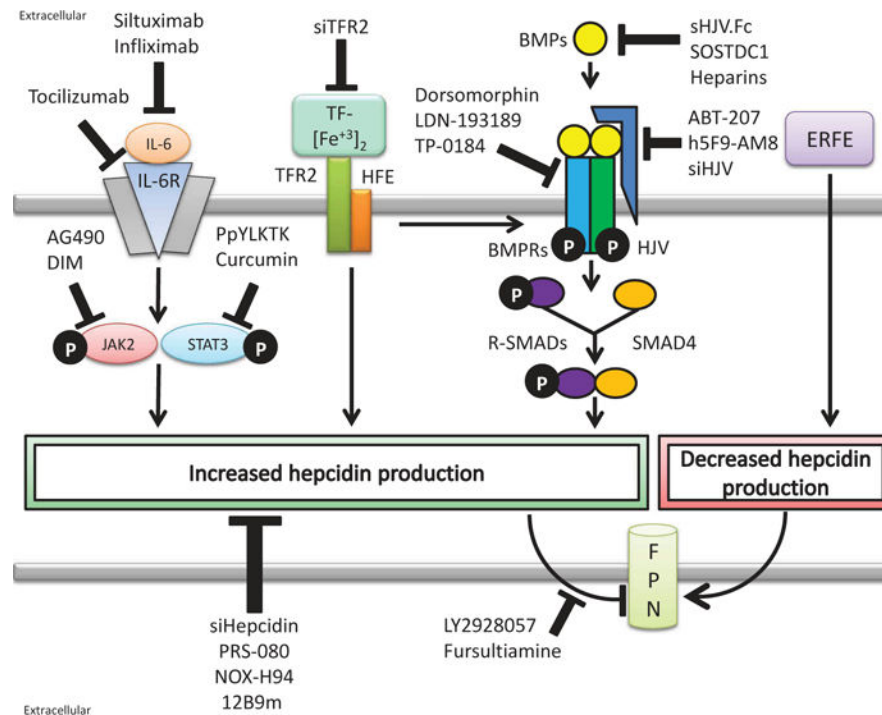 Extracellular
Siltuximab
Infliximab
Tocilizumab
IL-6
IL-6R
siTFR2
TF-
[Fe⁺³]₂
TFR2
HFE
BMPs
sHJV.Fc
SOSTDC1
Heparins
Dorsomorphin
LDN-193189
TP-0184
ABT-207
h5F9-AM8
siHJV
ERFE
AG490
DIM
PpYLKTK
Curcumin
BMPRs
P
P
HJV
P
JAK2
STAT3
P
P
R-SMADs
SMAD4
P
Increased hepcidin production
Decreased hepcidin
production
F
P
N
siHepcidin
PRS-080
NOX-H94
12B9m
LY2928057
Fursultiamine
Extracellular